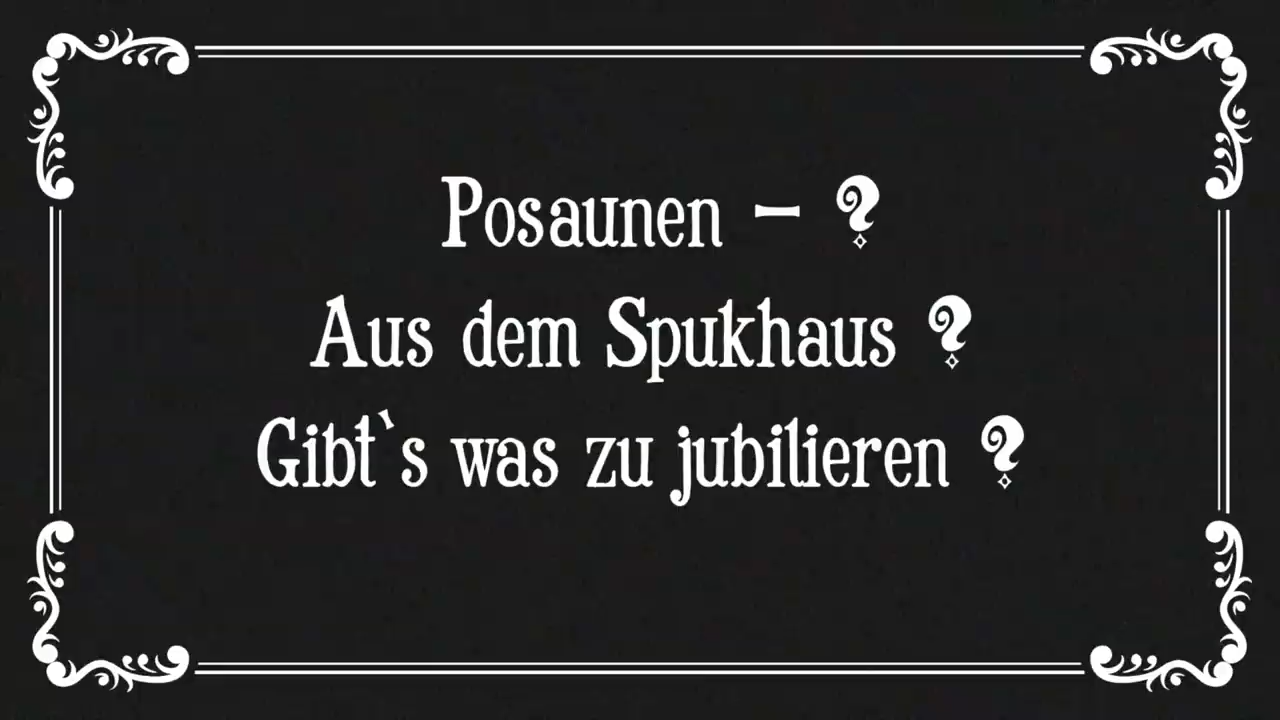 Posaunen – ?
Aus dem Spukhaus ?
Gibt‛s was zu jubilieren ?